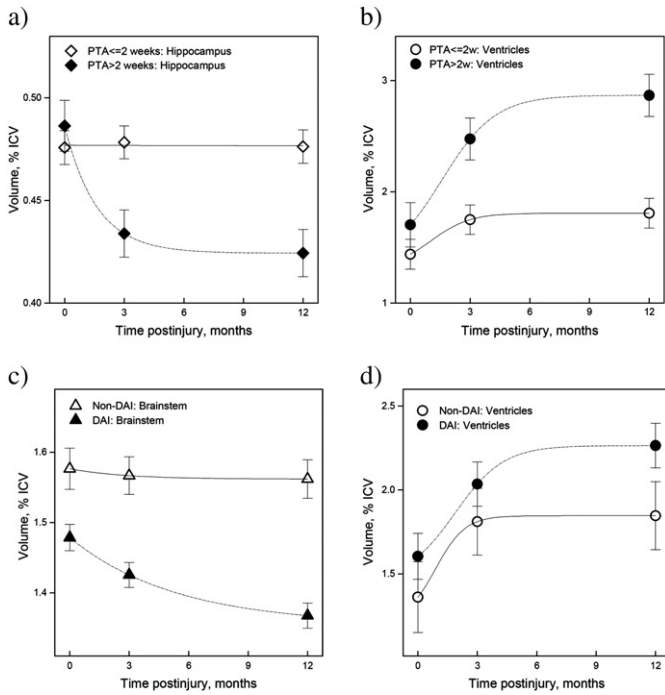 a)
PTA<=2 weeks: Hippocampus
PTA>2 weeks: Hippocampus
Volume, % ICV
0.50
0.45
0.40
0 3 6 9 12
Time postinjury, months
b)
PTA<=2w: Ventricles
PTA>2w: Ventricles
Volume, % ICV
3
2
1
0 3 6 9 12
Time postinjury, months
c)
Non-DAI: Brainstem
DAI: Brainstem
Volume, % ICV
1.6
1.5
1.4
0 3 6 9 12
Time postinjury, months
d)
Non-DAI: Ventricles
DAI: Ventricles
Volume, % ICV
2.5
2.0
1.5
0 3 6 9 12
Time postinjury, months